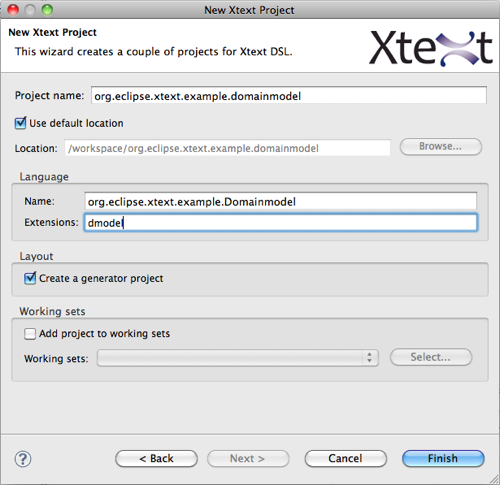 New Xtext Project
New Xtext Project
This wizard creates a couple of projects for Xtext DSL.
Xtext
Project name: org.eclipse.xtext.example.domainmodel
Use default location
Location: /workspace/org.eclipse.xtext.example.domainmodel Browse...
Language
Name: org.eclipse.xtext.example.Domainmodel
Extensions: dmodel
Layout
Create a generator project
Working sets
Add project to working sets
Working sets: Select...
? < Back Next > Cancel Finish